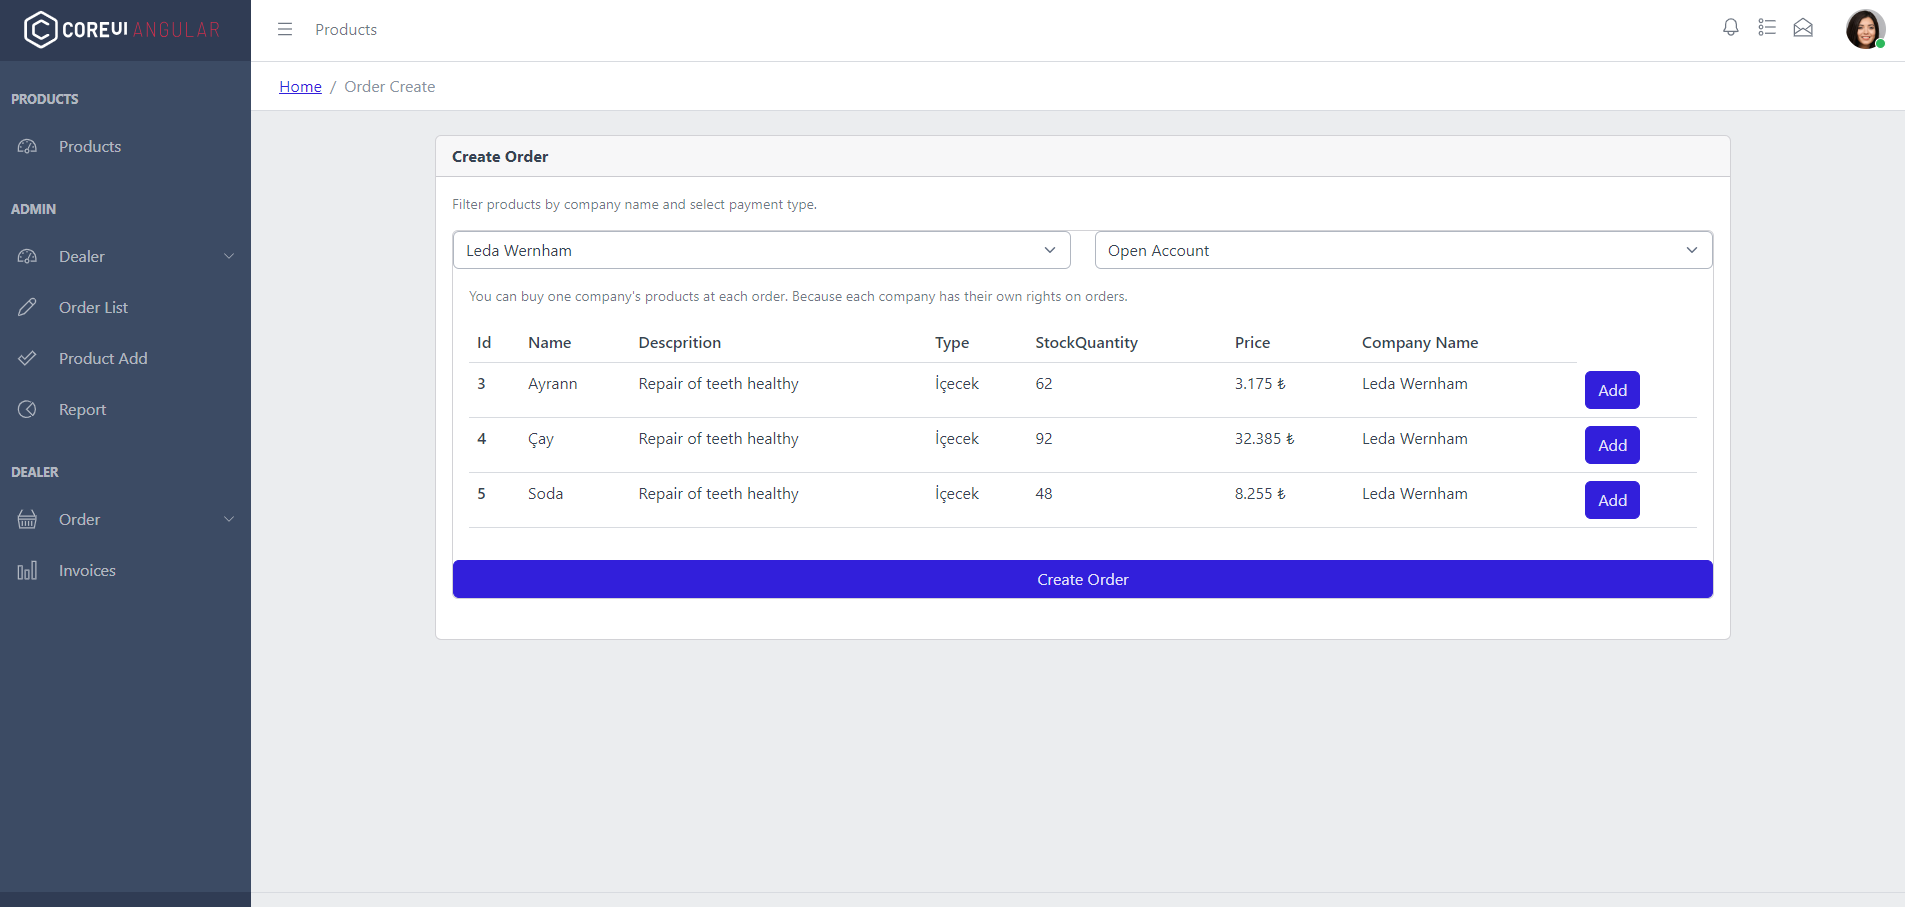 COREUI ANGULAR
Products
Home / Order Create
PRODUCTS
Products
ADMIN
Dealer
Order List
Product Add
Report
DEALER
Order
Invoices
Create Order
Filter products by company name and select payment type.
Leda Wernham Open Account
You can buy one company's products at each order. Because each company has their own rights on orders.
Id Name Descprition Type StockQuantity Price Company Name
3 Ayrann Repair of teeth healthy İçecek 62 3.175 ₺ Leda Wernham Add
4 Çay Repair of teeth healthy İçecek 92 32.385 ₺ Leda Wernham Add
5 Soda Repair of teeth healthy İçecek 48 8.255 ₺ Leda Wernham Add
Create Order